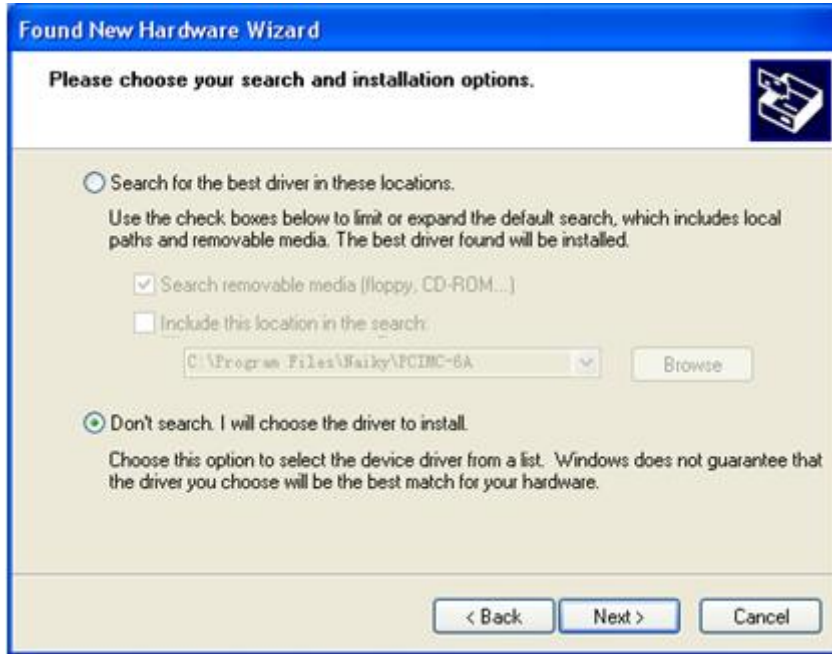 Found New Hardware Wizard
Please choose your search and installation options.
Search for the best driver in these locations.
Use the check boxes below to limit or expand the default search, which includes local
paths and removable media. The best driver found will be installed.
Search removable media (floppy, CD-ROM...)
Include this location in the search:
C:\Program Files\Naiky\PCIMC-6A
Browse
Don't search. I will choose the driver to install.
Choose this option to select the device driver from a list. Windows does not guarantee that
the driver you choose will be the best match for your hardware.
< Back Next > Cancel